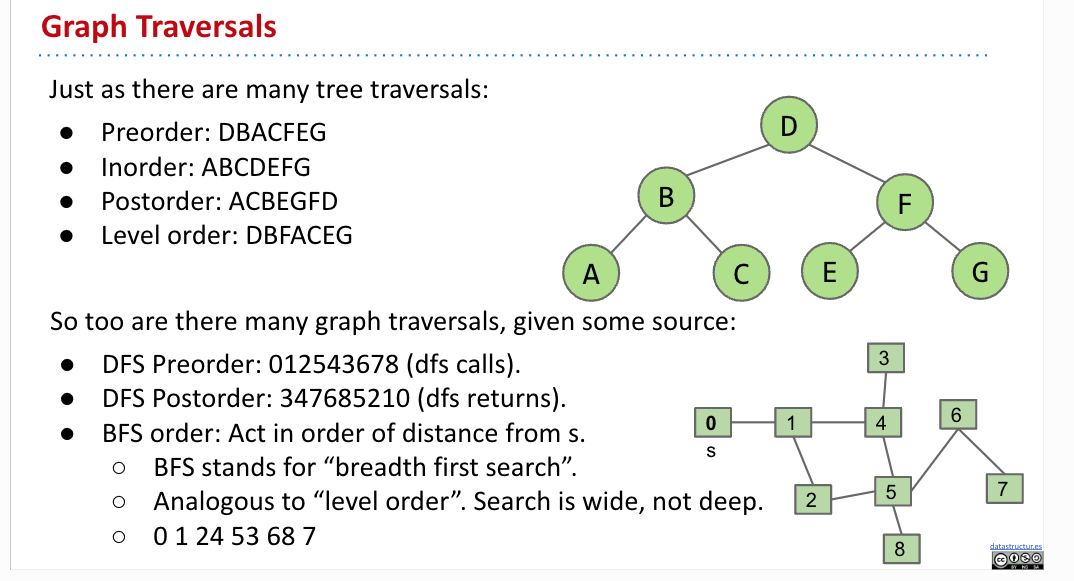 Graph Traversals
Just as there are many tree traversals:
● Preorder: DBACFEG
● Inorder: ABCDEFG
● Postorder: ACBEGFD
● Level order: DBFACEG
D
B
F
A
C
E
G
So too are there many graph traversals, given some source:
● DFS Preorder: 012543678 (dfs calls).
● DFS Postorder: 347685210 (dfs returns).
● BFS order: Act in order of distance from s.
○ BFS stands for “breadth first search”.
○ Analogous to “level order”. Search is wide, not deep.
○ 0 1 24 53 68 7
3
0
1
4
6
s
2
5
7
8
datastructur.es
CC BY NC SA